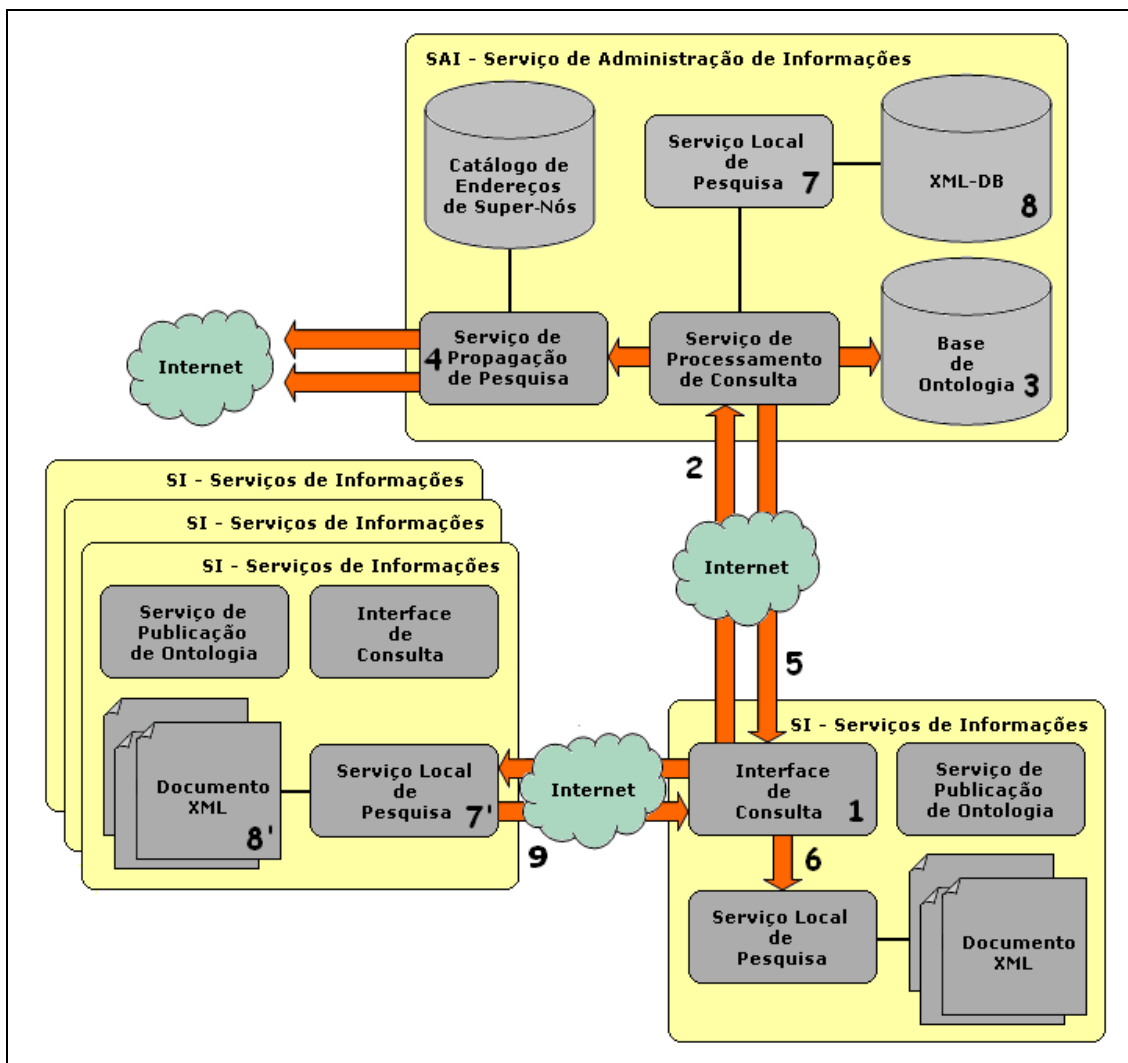 SAI - Serviço de Administração de Informações
Catálogo de
Endereços
de Super-Nós
Serviço Local
de
Pesquisa
7
XML-DB
8
Internet
4
Serviço de
Propagação
de Pesquisa
Serviço de
Processamento
de Consulta
Base
de
Ontologia
3
2
Internet
5
SI - Serviços de Informações
SI - Serviços de Informações
SI - Serviços de Informações
Serviço de
Publicação
de Ontologia
Interface
de
Consulta
Documento
XML
8'
Serviço Local
de
Pesquisa
7'
Internet
9
SI - Serviços de Informações
Interface
de
Consulta
1
Serviço de
Publicação
de Ontologia
6
Serviço Local
de
Pesquisa
Documento
XML